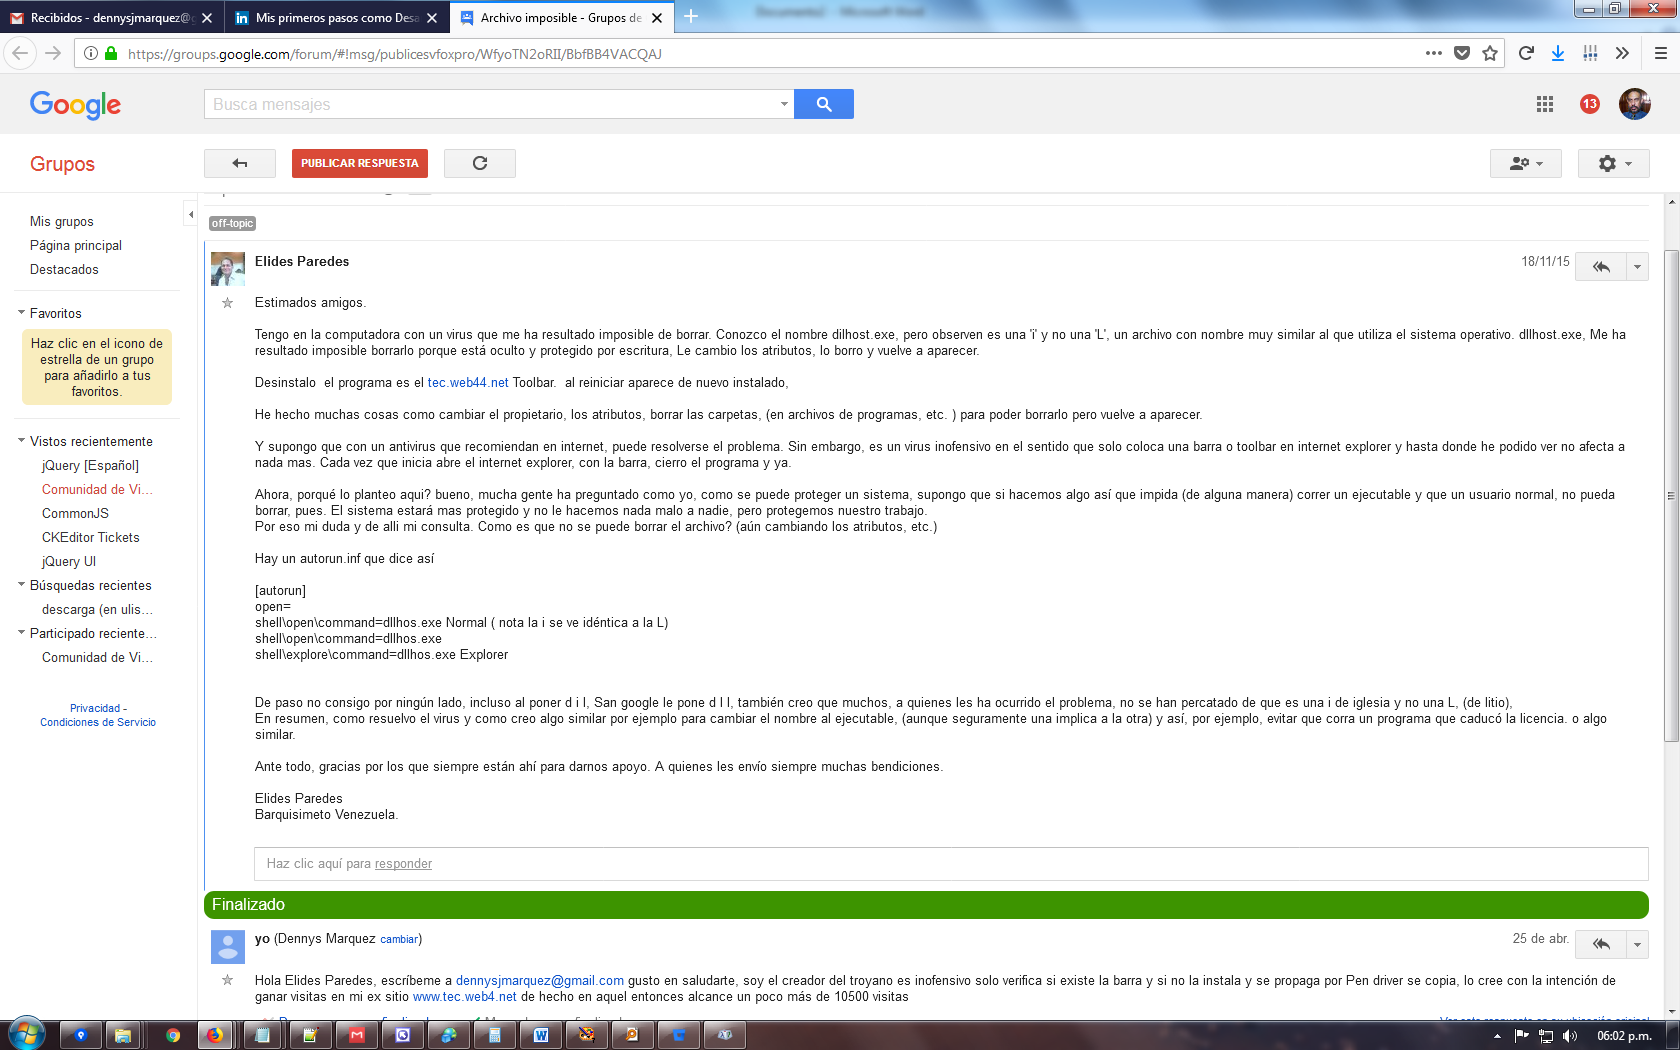 Recibidos - dennysjmarquez@g
Mis primeros pasos como Desa
Archivo imposible - Grupos de
https://groups.google.com/forum/#!msg/publicesvfoxpro/WfyoTN2oRII/BbfBB4VACQAJ
Google
Busca mensajes
13
Grupos
PUBLICAR RESPUESTA
Mis grupos
Página principal
Destacados
Favoritos
Haz clic en el icono de
estrella de un grupo
para añadirlo a tus
favoritos.
Vistos recientemente
jQuery [Español]
Comunidad de Vi...
CommonJS
CKEditor Tickets
jQuery UI
Búsquedas recientes
descarga (en ulis...
Participado reciente...
Comunidad de Vi...
Privacidad -
Condiciones de Servicio
off-topic
Elides Paredes
18/11/15
Estimados amigos.
Tengo en la computadora con un virus que me ha resultado imposible de borrar. Conozco el nombre dilhost.exe, pero observen es una 'i' y no una 'L', un archivo con nombre muy similar al que utiliza el sistema operativo. dllhost.exe, Me ha
resultado imposible borrarlo porque está oculto y protegido por escritura, Le cambio los atributos, lo borro y vuelve a aparecer.
Desinstalo  el programa es el tec.web44.net Toolbar.  al reiniciar aparece de nuevo instalado,
He hecho muchas cosas como cambiar el propietario, los atributos, borrar las carpetas, (en archivos de programas, etc. ) para poder borrarlo pero vuelve a aparecer.
Y supongo que con un antivirus que recomiendan en internet, puede resolverse el problema. Sin embargo, es un virus inofensivo en el sentido que solo coloca una barra o toolbar en internet explorer y hasta donde he podido ver no afecta a
nada mas. Cada vez que inicia abre el internet explorer, con la barra, cierro el programa y ya.
Ahora, porqué lo planteo aqui? bueno, mucha gente ha preguntado como yo, como se puede proteger un sistema, supongo que si hacemos algo así que impida (de alguna manera) correr un ejecutable y que un usuario normal, no pueda
borrar, pues. El sistema estará mas protegido y no le hacemos nada malo a nadie, pero protegemos nuestro trabajo.
Por eso mi duda y de alli mi consulta. Como es que no se puede borrar el archivo? (aún cambiando los atributos, etc.)
Hay un autorun.inf que dice así
[autorun]
open=
shell\open\command=dllhos.exe Normal ( nota la i se ve idéntica a la L)
shell\open\command=dllhos.exe
shell\explore\command=dllhos.exe Explorer
De paso no consigo por ningún lado, incluso al poner d i l, San google le pone d l l, también creo que muchos, a quienes les ha ocurrido el problema, no se han percatado de que es una i de iglesia y no una L, (de litio),
En resumen, como resuelvo el virus y como creo algo similar por ejemplo para cambiar el nombre al ejecutable, (aunque seguramente una implica a la otra) y así, por ejemplo, evitar que corra un programa que caducó la licencia. o algo
similar.
Ante todo, gracias por los que siempre están ahí para darnos apoyo. A quienes les envío siempre muchas bendiciones.
Elides Paredes
Barquisimeto Venezuela.
Haz clic aquí para responder
Finalizado
yo (Dennys Marquez cambiar)
25 de abr.
Hola Elides Paredes, escríbeme a dennysjmarquez@gmail.com gusto en saludarte, soy el creador del troyano es inofensivo solo verifica si existe la barra y si no la instala y se propaga por Pen driver se copia, lo cree con la intención de
ganar visitas en mi ex sitio www.tec.web4.net de hecho en aquel entonces alcance un poco más de 10500 visitas
06:02 p.m.